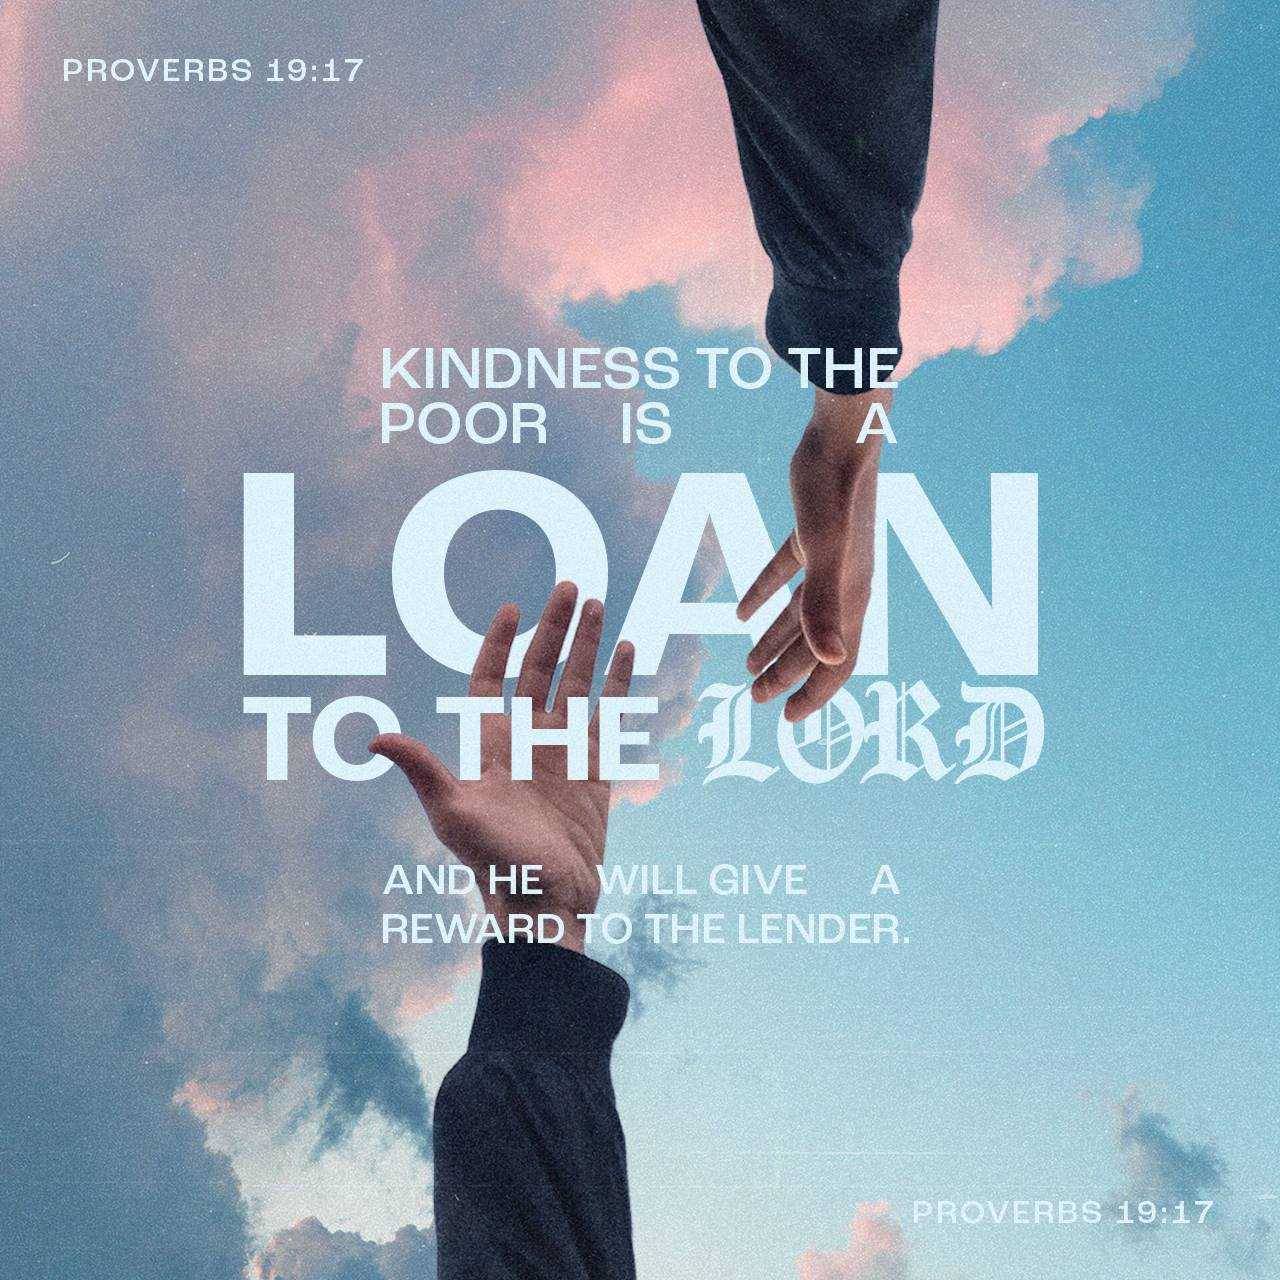 PROVERBS 19:17
KINDNESS TO THE
POOR IS A
LOAN
TO THE LORD
AND HE WILL GIVE A
REWARD TO THE LENDER.
PROVERBS 19:17